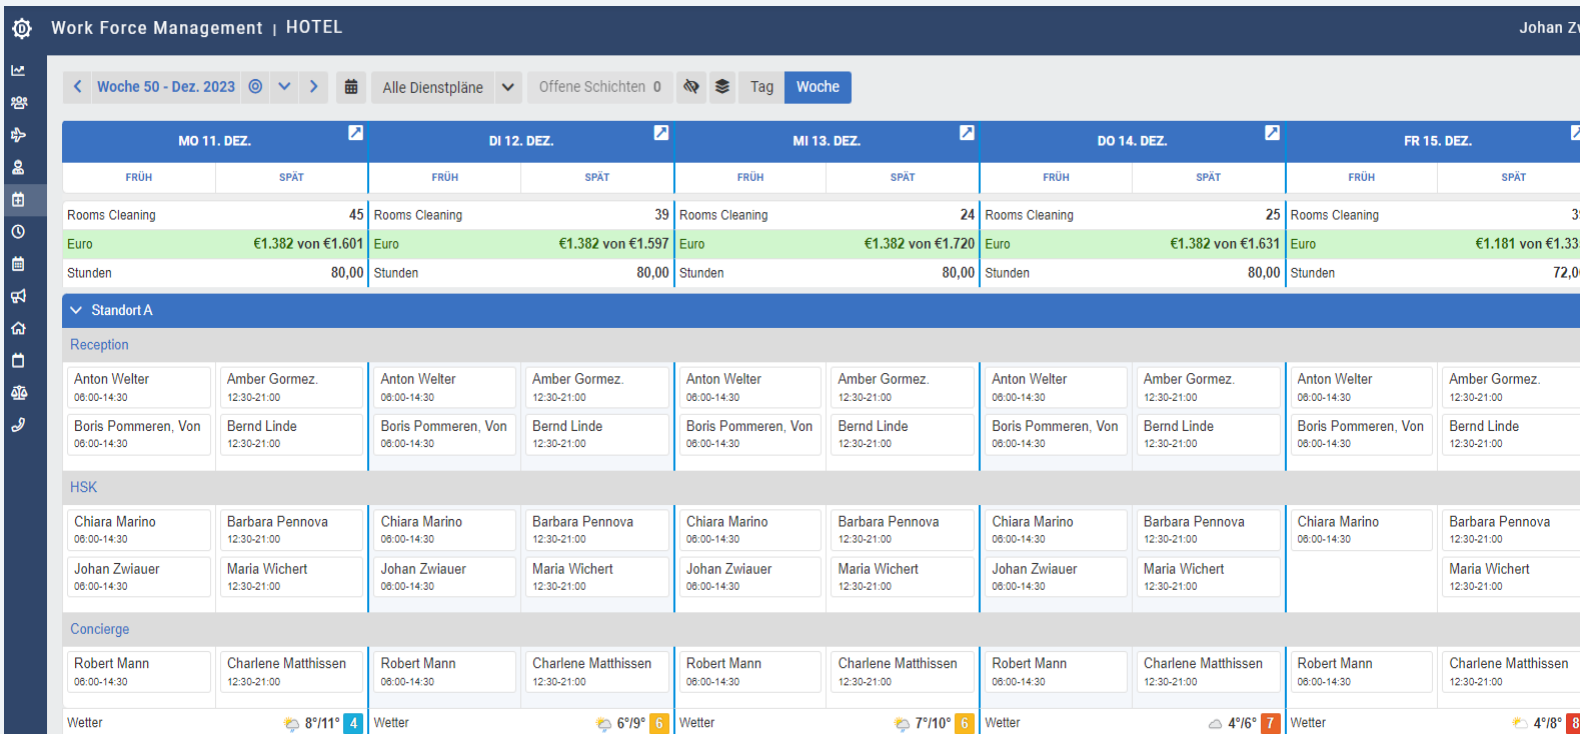 Work Force Management | HOTEL
Johan Zw
Woche 50 - Dez. 2023
Alle Dienstpläne
Offene Schichten 0
Tag
Woche
MO 11. DEZ.
DI 12. DEZ.
MI 13. DEZ.
DO 14. DEZ.
FR 15. DEZ.
FRÜH SPÄT FRÜH SPÄT FRÜH SPÄT FRÜH SPÄT FRÜH SPÄT
Rooms Cleaning 45 Rooms Cleaning 39 Rooms Cleaning 24 Rooms Cleaning 25 Rooms Cleaning
Euro €1.382 von €1.601 Euro €1.382 von €1.597 Euro €1.382 von €1.720 Euro €1.382 von €1.631 Euro €1.181 von €1.33
Stunden 80,00 Stunden 80,00 Stunden 80,00 Stunden 80,00 Stunden 72,0
Standort A
Reception
Anton Welter Amber Gormez. Anton Welter Amber Gormez. Anton Welter Amber Gormez. Anton Welter Amber Gormez. Anton Welter Amber Gormez.
06:00-14:30 12:30-21:00 06:00-14:30 12:30-21:00 06:00-14:30 12:30-21:00 06:00-14:30 12:30-21:00 06:00-14:30 12:30-21:00
Boris Pommeren, Von Bernd Linde Boris Pommeren, Von Bernd Linde Boris Pommeren, Von Bernd Linde Boris Pommeren, Von Bernd Linde Boris Pommeren, Von Bernd Linde
06:00-14:30 12:30-21:00 06:00-14:30 12:30-21:00 06:00-14:30 12:30-21:00 06:00-14:30 12:30-21:00 06:00-14:30 12:30-21:00
HSK
Chiara Marino Barbara Pennova Chiara Marino Barbara Pennova Chiara Marino Barbara Pennova Chiara Marino Barbara Pennova Chiara Marino Barbara Pennova
06:00-14:30 12:30-21:00 06:00-14:30 12:30-21:00 06:00-14:30 12:30-21:00 06:00-14:30 12:30-21:00 06:00-14:30 12:30-21:00
Johan Zwiauer Maria Wichert Johan Zwiauer Maria Wichert Johan Zwiauer Maria Wichert Johan Zwiauer Maria Wichert Maria Wichert
06:00-14:30 12:30-21:00 06:00-14:30 12:30-21:00 06:00-14:30 12:30-21:00 06:00-14:30 12:30-21:00 12:30-21:00
Concierge
Robert Mann Charlene Matthissen Robert Mann Charlene Matthissen Robert Mann Charlene Matthissen Robert Mann Charlene Matthissen Robert Mann Charlene Matthissen
06:00-14:30 12:30-21:00 06:00-14:30 12:30-21:00 06:00-14:30 12:30-21:00 06:00-14:30 12:30-21:00 06:00-14:30 12:30-21:00
Wetter 8°/11° 4 Wetter 6°/9° 6 Wetter 7°/10° 6 Wetter 4°/6° 7 Wetter 4°/8° 8